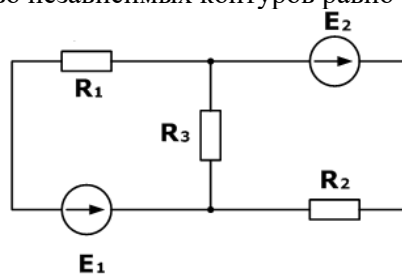 о независимых контуров равно
E₂
R₁
R₃
R₂
E₁